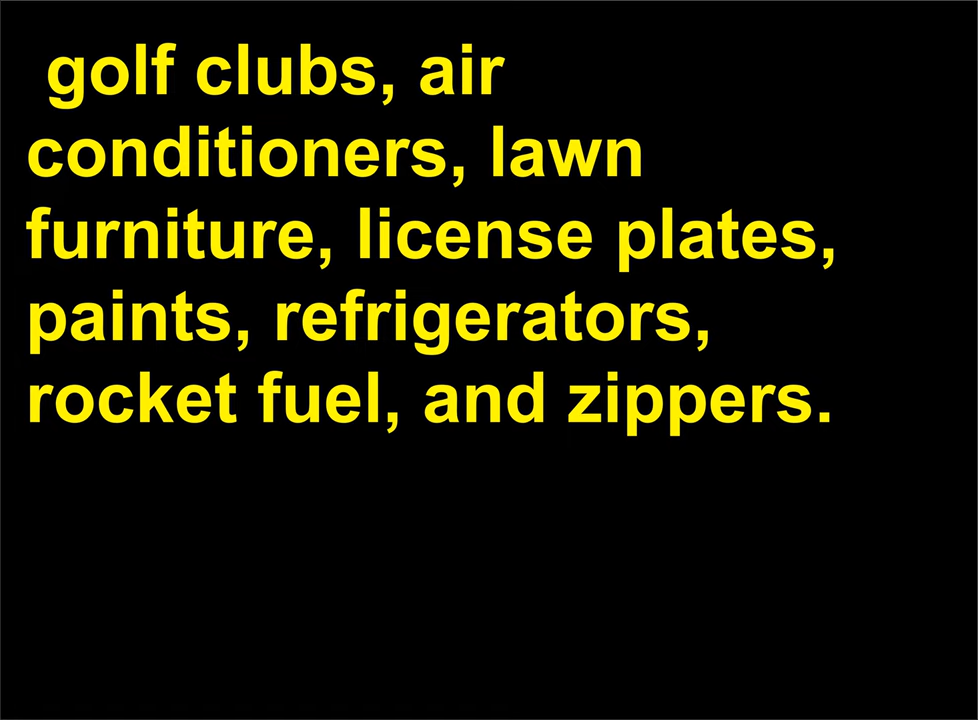 golf clubs, air
conditioners, lawn
furniture, license plates,
paints, refrigerators,
rocket fuel, and zippers.